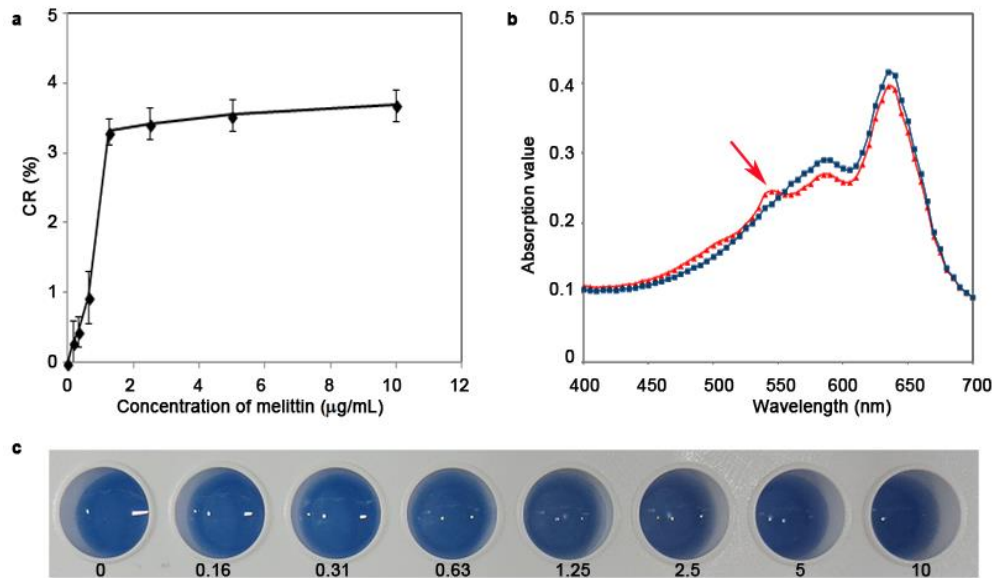 a
b
5
4
3
2
1
0
CR (%)
0 2 4 6 8 10 12
Concentration of melittin (μg/mL)
0.5
0.4
0.3
0.2
0.1
0
Absorption value
400 450 500 550 600 650 700
Wavelength (nm)
c
0 0.16 0.31 0.63 1.25 2.5 5 10